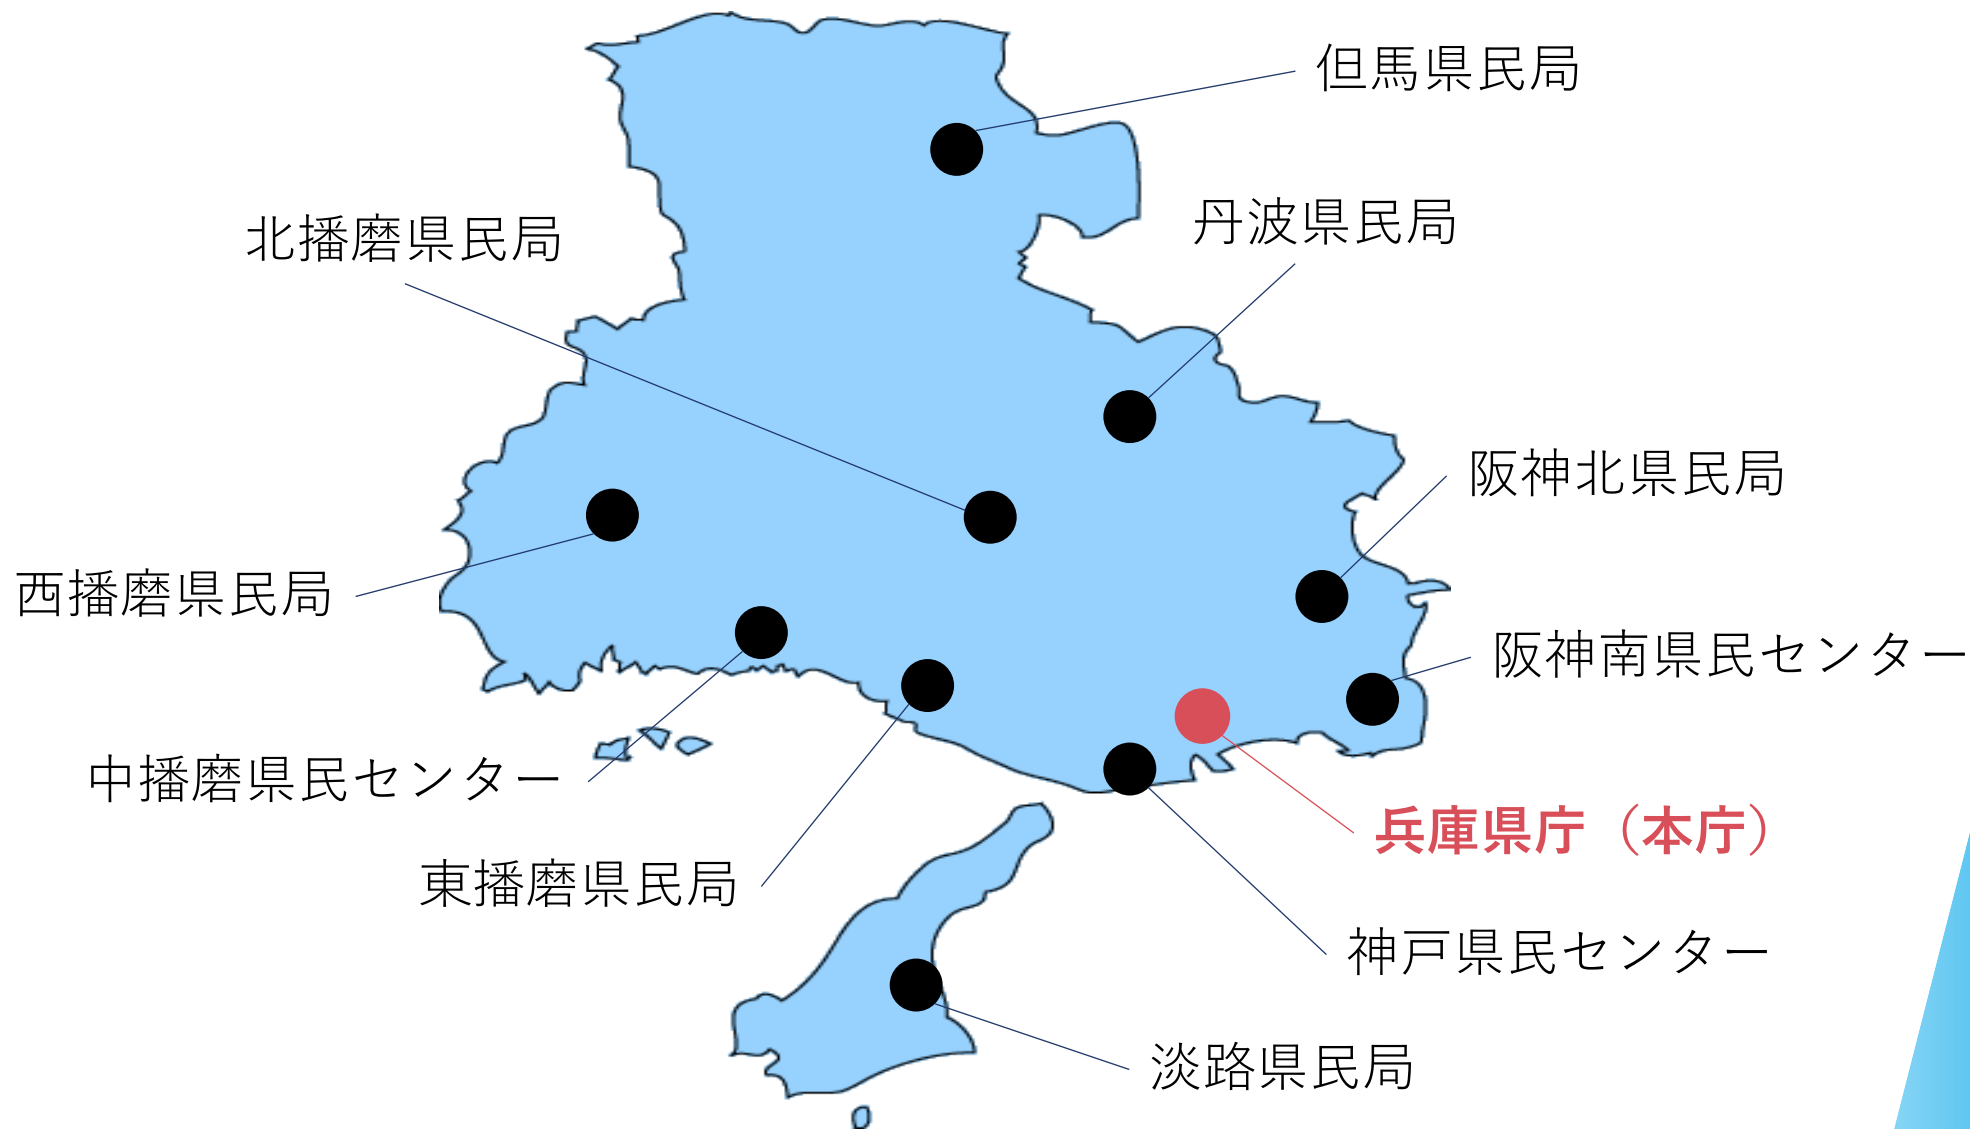 但馬県民局
丹波県民局
北播磨県民局
阪神北県民局
西播磨県民局
阪神南県民センター
中播磨県民センター
兵庫県庁（本庁）
東播磨県民局
神戸県民センター
淡路県民局